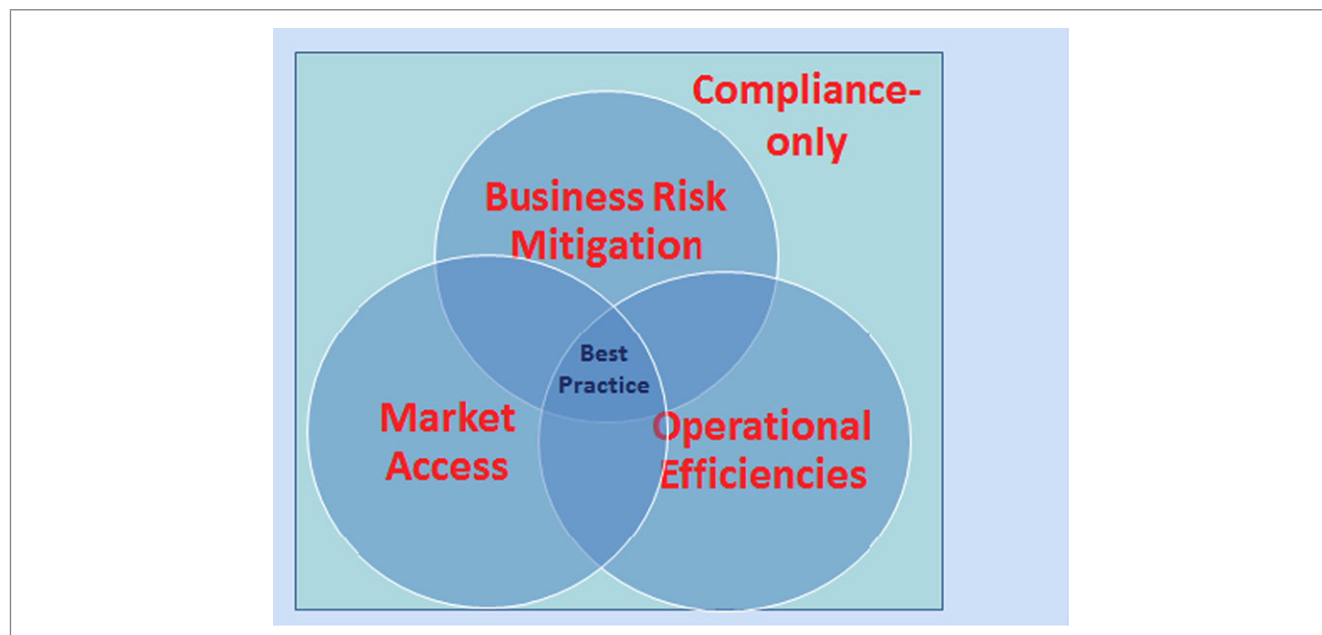 Compliance-
only
Business Risk
Mitigation
Best
Practice
Market
Access
Operational
Efficiencies